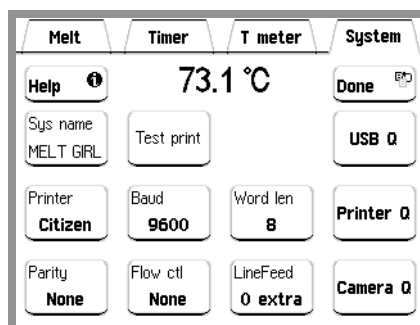 Melt Timer T meter System
Help 73.1 °C Done
Sys name
MELT GIRL Test print USB Q
Printer Baud Word len
Citizen 9600 8 Printer Q
Parity Flow ctl LineFeed
None None 0 extra Camera Q